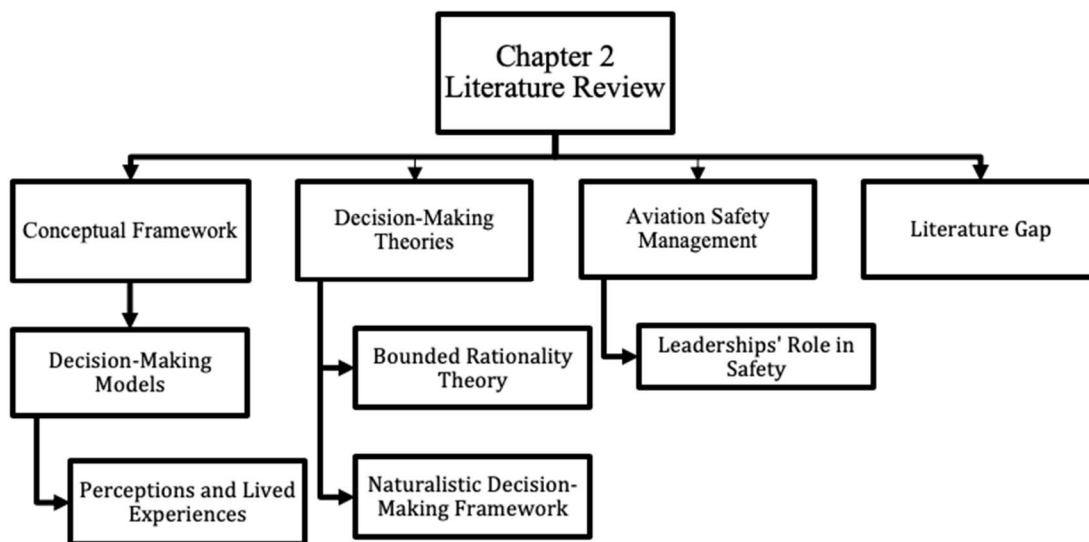 Chapter 2
Literature Review
Conceptual Framework
Decision-Making
Theories
Aviation Safety
Management
Literature Gap
Decision-Making
Models
Bounded Rationality
Theory
Leaderships' Role in
Safety
Perceptions and Lived
Experiences
Naturalistic Decision-
Making Framework